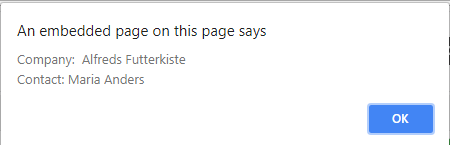 An embedded page on this page says
Company: Alfreds Futterkiste
Contact: Maria Anders
OK